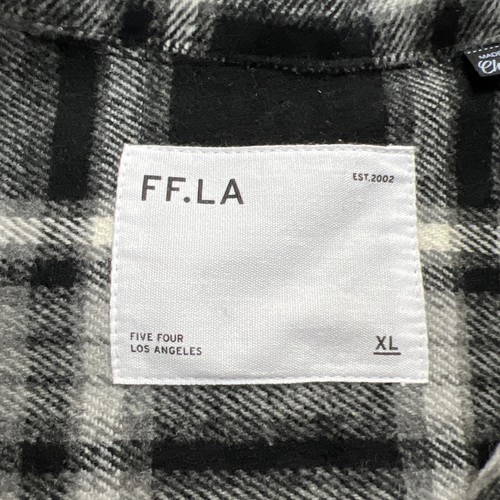 FF.LA
EST.2002
FIVE FOUR
LOS ANGELES
XL